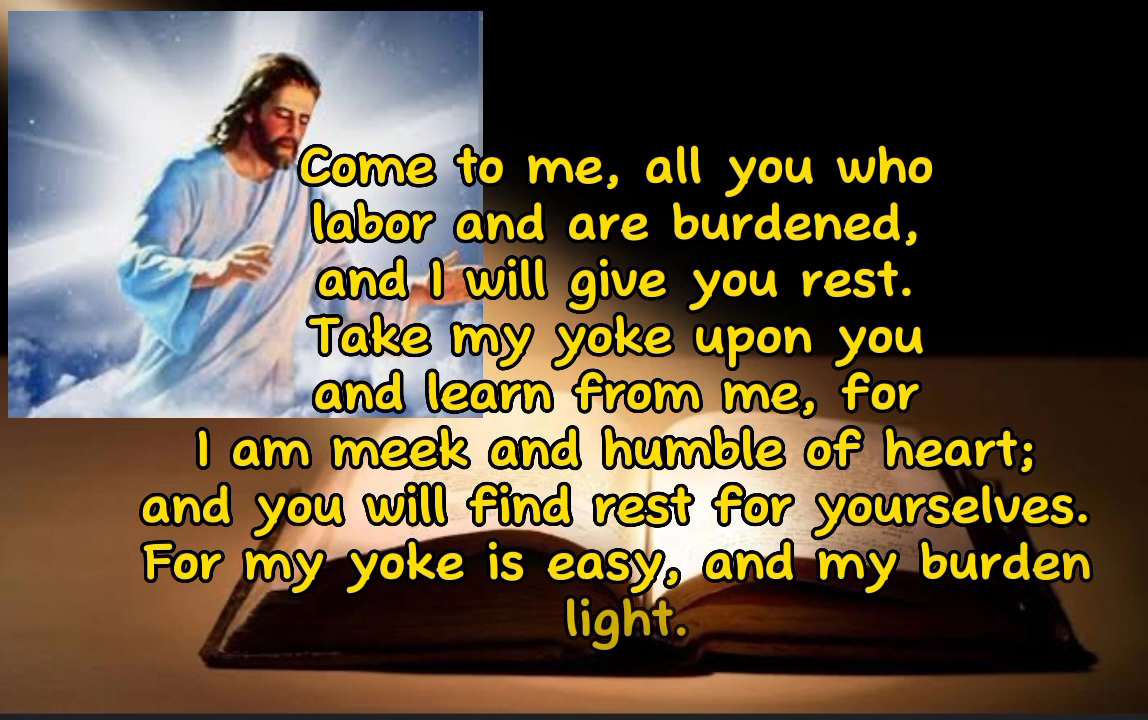 Come to me, all you who
labor and are burdened,
and I will give you rest.
Take my yoke upon you
and learn from me, for
I am meek and humble of heart;
and you will find rest for yourselves.
For my yoke is easy, and my burden
light.